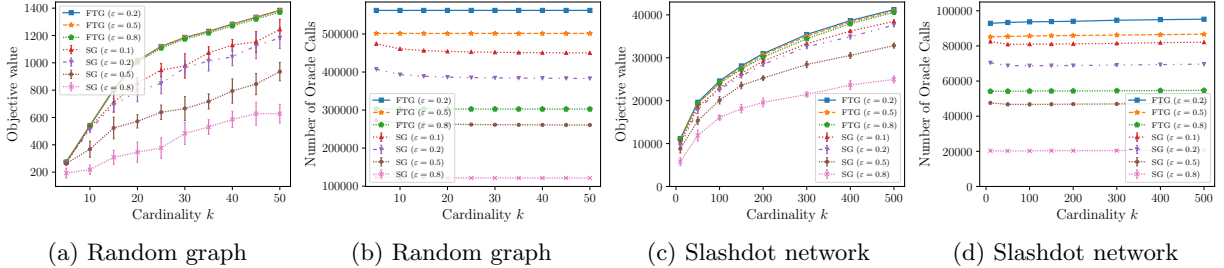 1400
1200
1000
800
600
400
200
10 20 30 40 50
Objective value
Cardinality k
FTG (ε = 0.2)
FTG (ε = 0.5)
FTG (ε = 0.8)
SG (ε = 0.1)
SG (ε = 0.2)
SG (ε = 0.5)
SG (ε = 0.8)
(a) Random graph
500000
400000
300000
200000
100000
10 20 30 40 50
Number of Oracle Calls
Cardinality k
FTG (ε = 0.2)
FTG (ε = 0.5)
FTG (ε = 0.8)
SG (ε = 0.1)
SG (ε = 0.2)
SG (ε = 0.5)
SG (ε = 0.8)
(b) Random graph
40000
30000
20000
10000
0
0 100 200 300 400 500
Objective value
Cardinality k
FTG (ε = 0.2)
FTG (ε = 0.5)
FTG (ε = 0.8)
SG (ε = 0.1)
SG (ε = 0.2)
SG (ε = 0.5)
SG (ε = 0.8)
(c) Slashdot network
100000
80000
60000
40000
20000
0
0 100 200 300 400 500
Number of Oracle Calls
Cardinality k
FTG (ε = 0.2)
FTG (ε = 0.5)
FTG (ε = 0.8)
SG (ε = 0.1)
SG (ε = 0.2)
SG (ε = 0.5)
SG (ε = 0.8)
(d) Slashdot network